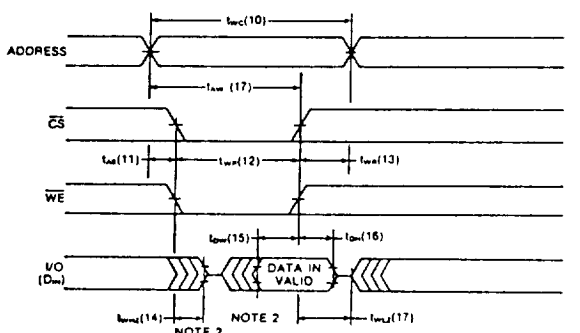 tWC(10)
ADDRESS
tAW (17)
CS
tAS(11)
tWP(12)
tWR(13)
WE
tDW(15)
tDH(16)
I/O
(DIN)
DATA IN
VALID
tWHZ(14)
NOTE 2
NOTE 2
tWLZ(17)